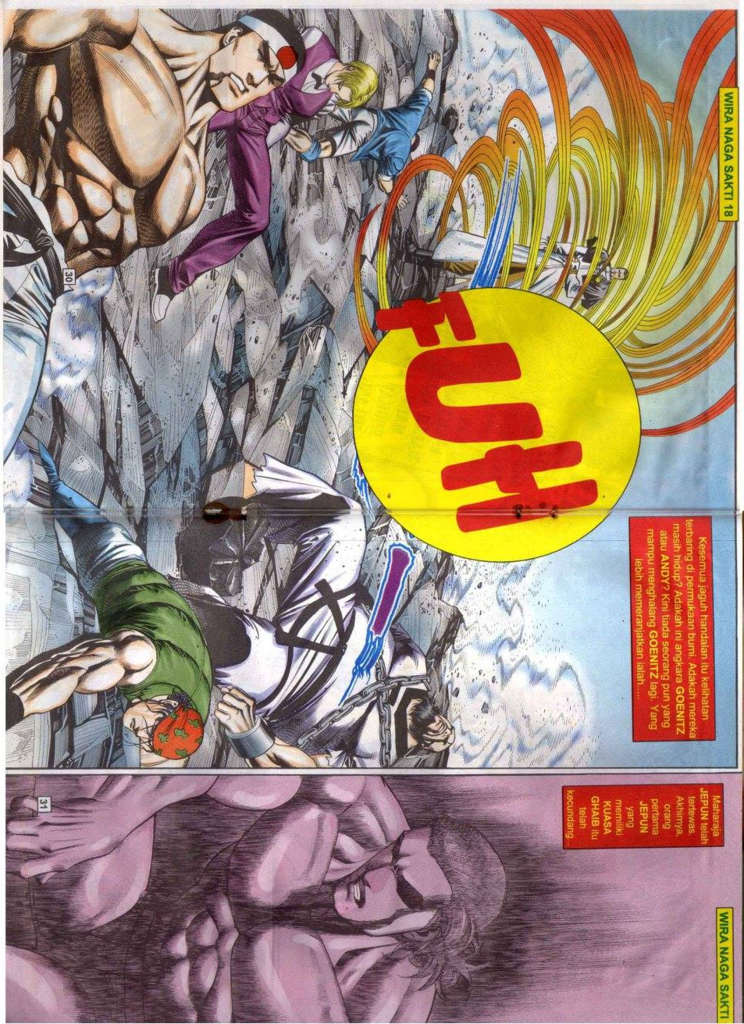 WIRA NAGA SAKTI 18
FUH
Kesemua jaguh handalan itu kelihatan
terbaring di permukaan bumi. Adakah mereka
masih hidup? Adakah ini angkara GOENITZ
atau ANDY? Kini tiada seorang pun yang
mampu menghalang GOENITZ lagi. Yang
lebih memeranjatkan ialah.....
30
WIRA NAGA SAKTI
Maharaja
JEPUN telah
tertewas.
Akhirnya,
orang
pertama
JEPUN
yang
memiliki
KUASA
GHAIB itu
telah
kecundang.
31